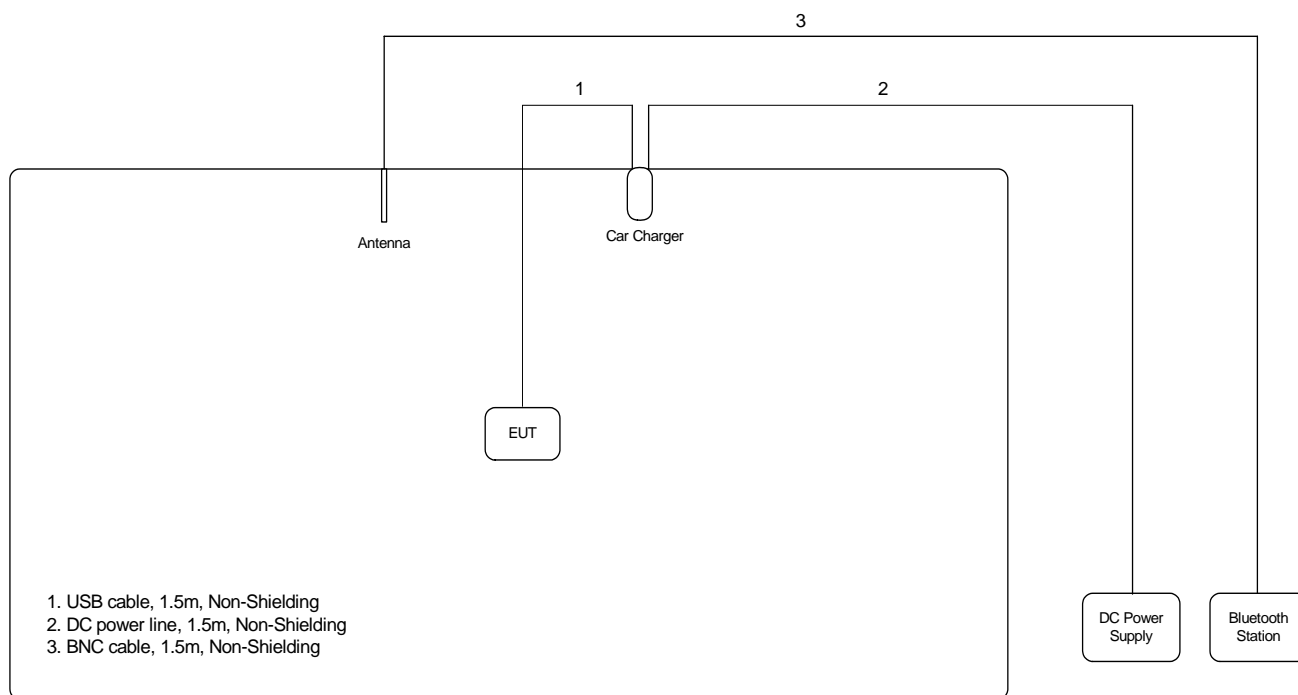 3
1
2
Antenna
Car Charger
EUT
1. USB cable, 1.5m, Non-Shielding
2. DC power line, 1.5m, Non-Shielding
3. BNC cable, 1.5m, Non-Shielding
DC Power
Supply
Bluetooth
Station